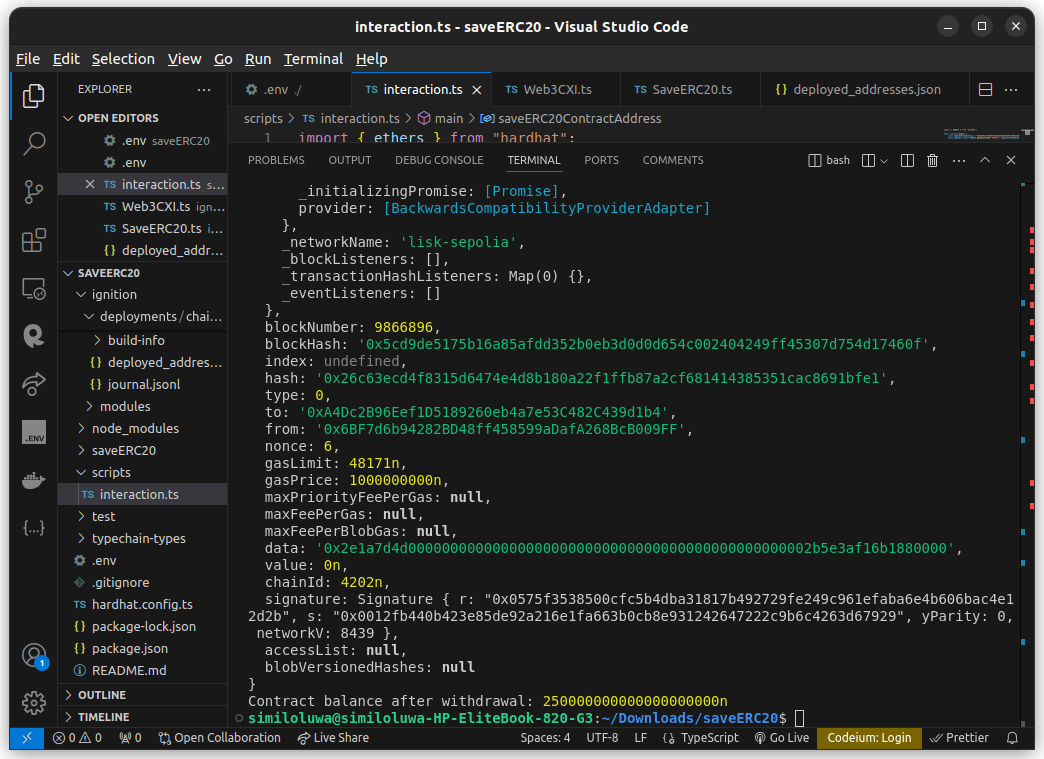 interaction.ts - saveERC20 - Visual Studio Code
File Edit Selection View Go Run Terminal Help
EXPLORER
OPEN EDITORS
.env saveERC20
.env
TS interaction.ts s...
TS Web3CXI.ts ign...
TS SaveERC20.ts i...
{} deployed_addr...
SAVEERC20
ignition
deployments / chai...
build-info
{} deployed_addres...
{} journal.jsonl
modules
node_modules
saveERC20
scripts
TS interaction.ts
test
typechain-types
.env
.gitignore
TS hardhat.config.ts
{} package-lock.json
{} package.json
README.md
OUTLINE
TIMELINE
.ENV
{...}
1
.env ./
TS interaction.ts
TS Web3CXI.ts
TS SaveERC20.ts
{} deployed_addresses.json
scripts > TS interaction.ts > main > saveERC20ContractAddress
1 import { ethers } from "hardhat";
PROBLEMS OUTPUT DEBUG CONSOLE TERMINAL PORTS COMMENTS bash
_initializingPromise: [Promise],
provider: [BackwardsCompatibilityProviderAdapter]
},
_networkName: 'lisk-sepolia',
_blockListeners: [],
_transactionHashListeners: Map(0) {},
_eventListeners: []
},
blockNumber: 9866896,
blockHash: '0x5cd9de5175b16a85afdd352b0eb3d0d0d654c002404249ff45307d754d17460f',
index: undefined,
hash: '0x26c63ecd4f8315d6474e4d8b180a22f1ffb87a2cf681414385351cac8691bfe1',
type: 0,
to: '0xA4Dc2B96Eef1D5189260eb4a7e53C482C439d1b4',
from: '0x6BF7d6b94282BD48ff458599aDafA268BcB009FF',
nonce: 6,
gasLimit: 48171n,
gasPrice: 1000000000n,
maxPriorityFeePerGas: null,
maxFeePerGas: null,
maxFeePerBlobGas: null,
data: '0x2e1a7d4d000000000000000000000000000000000000000000000002b5e3af16b1880000',
value: 0n,
chainId: 4202n,
signature: Signature { r: "0x0575f3538500cfc5b4dba31817b492729fe249c961efaba6e4b606bac4e1
2d2b", s: "0x0012fb440b423e85de92a216e1fa663b0cb8e931242647222c9b6c4263d67929", yParity: 0,
networkV: 8439 },
accessList: null,
blobVersionedHashes: null
}
Contract balance after withdrawal: 250000000000000000000n
similoluwa@similoluwa-HP-EliteBook-820-G3:~/Downloads/saveERC20$
0 0 0 Open Collaboration Live Share Spaces: 4 UTF-8 LF {} TypeScript Go Live Codeium: Login Prettier